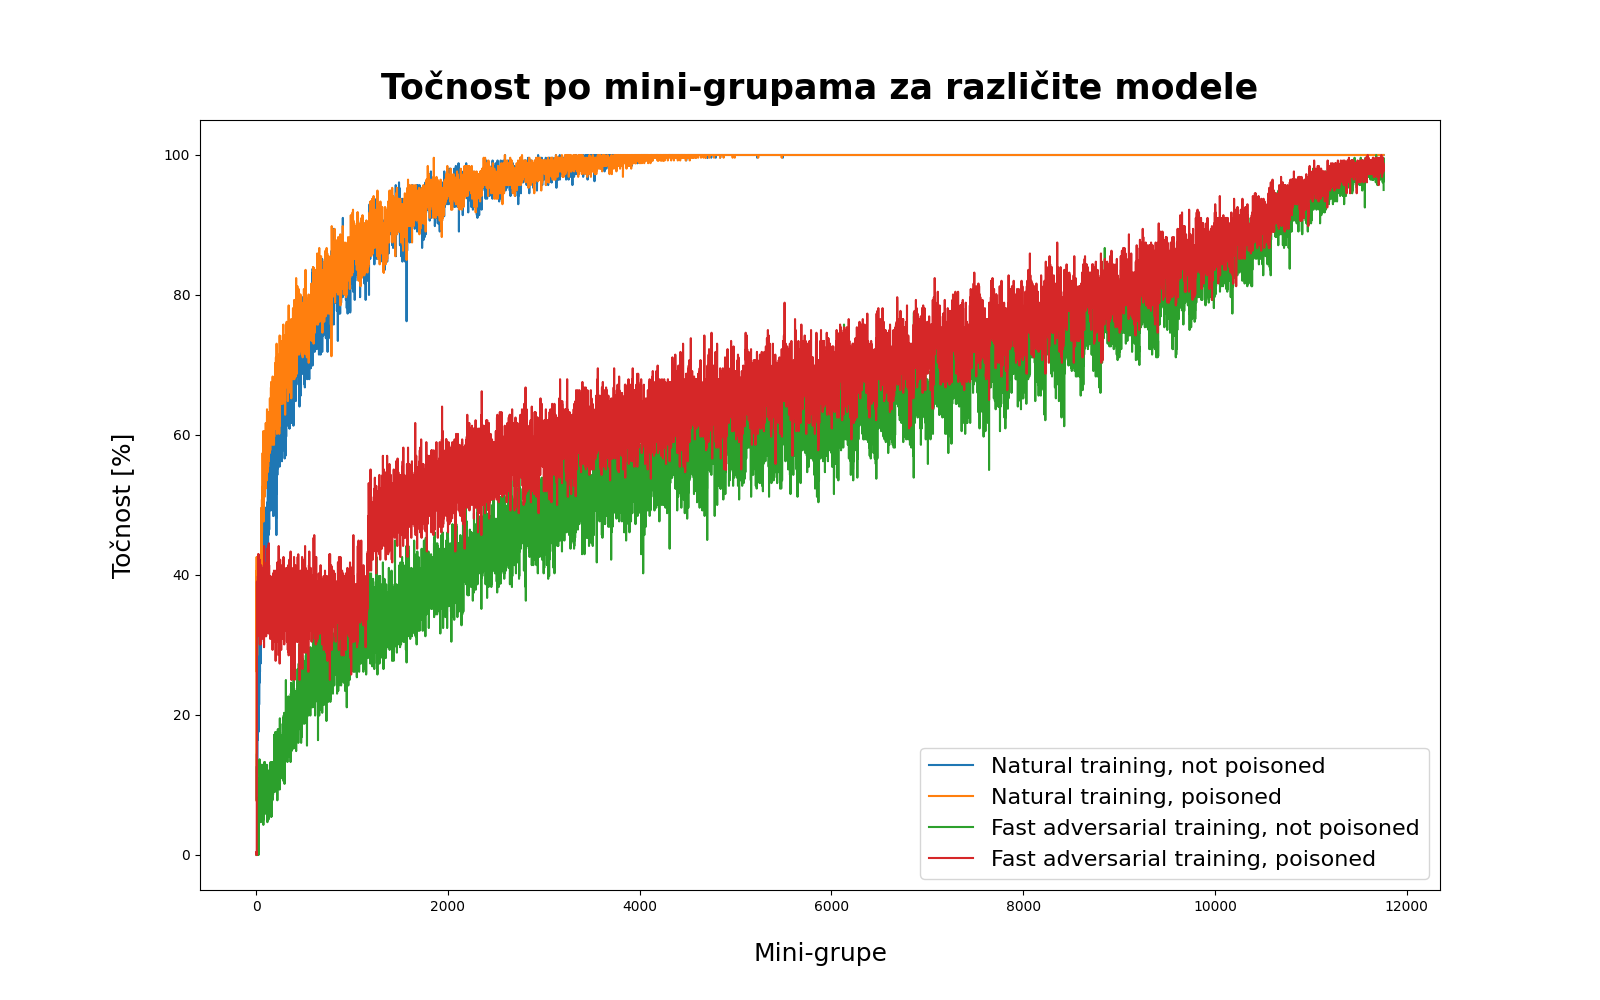 Točnost po mini-grupama za različite modele
Točnost [%]
100
80
60
40
20
0
0 2000 4000 6000 8000 10000 12000
Mini-grupe
Natural training, not poisoned
Natural training, poisoned
Fast adversarial training, not poisoned
Fast adversarial training, poisoned